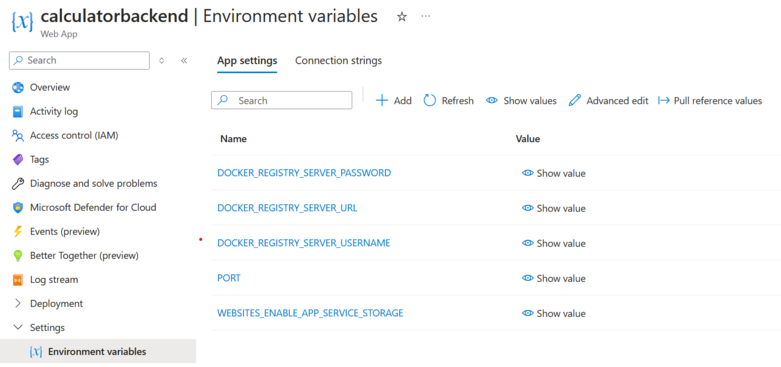 calculatorbackend | Environment variables ☆ ...
Web App
Search
App settings Connection strings
Search Add Refresh Show values Advanced edit Pull reference values
Overview
Activity log
Access control (IAM)
Tags
Diagnose and solve problems
Microsoft Defender for Cloud
Events (preview)
Better Together (preview)
Log stream
Deployment
Settings
Environment variables
Name Value
DOCKER_REGISTRY_SERVER_PASSWORD Show value
DOCKER_REGISTRY_SERVER_URL Show value
DOCKER_REGISTRY_SERVER_USERNAME Show value
PORT Show value
WEBSITES_ENABLE_APP_SERVICE_STORAGE Show value